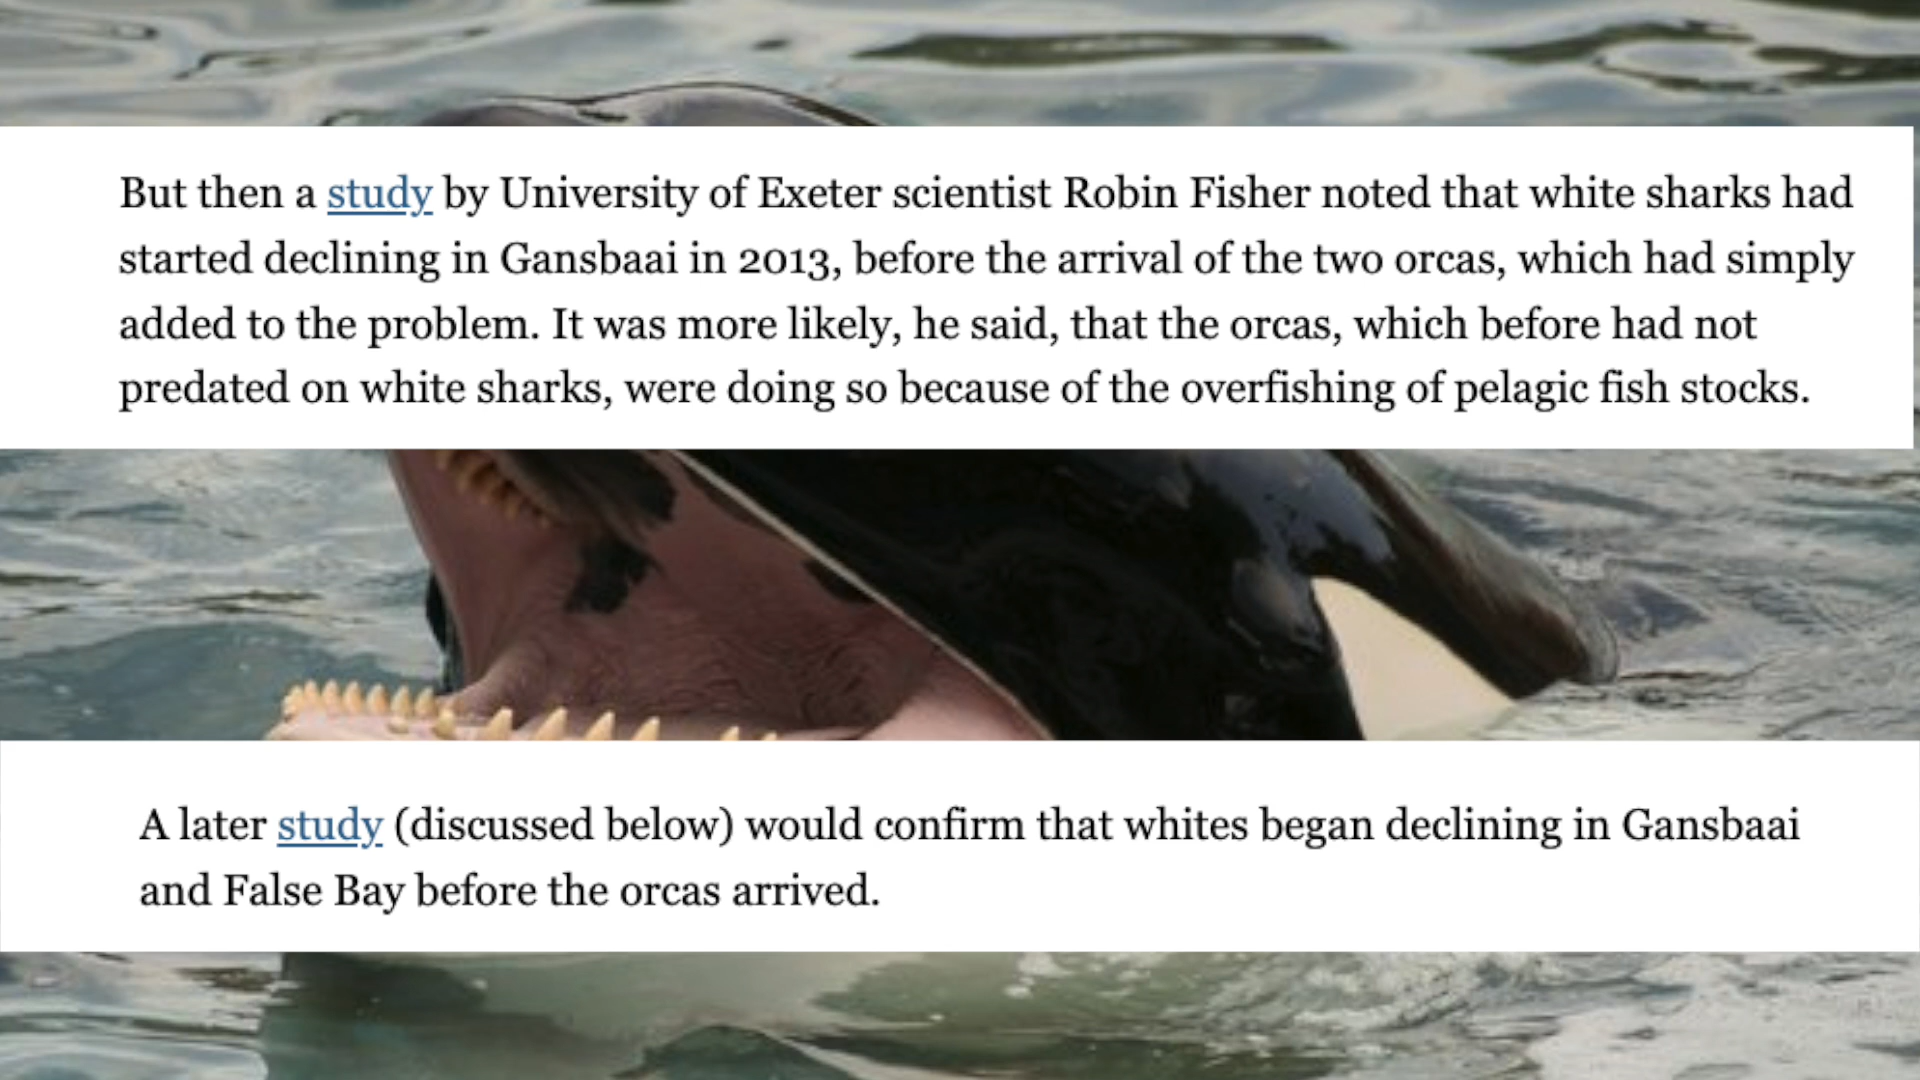 But then a study by University of Exeter scientist Robin Fisher noted that white sharks had
started declining in Gansbaai in 2013, before the arrival of the two orcas, which had simply
added to the problem. It was more likely, he said, that the orcas, which before had not
predated on white sharks, were doing so because of the overfishing of pelagic fish stocks.
A later study (discussed below) would confirm that whites began declining in Gansbaai
and False Bay before the orcas arrived.